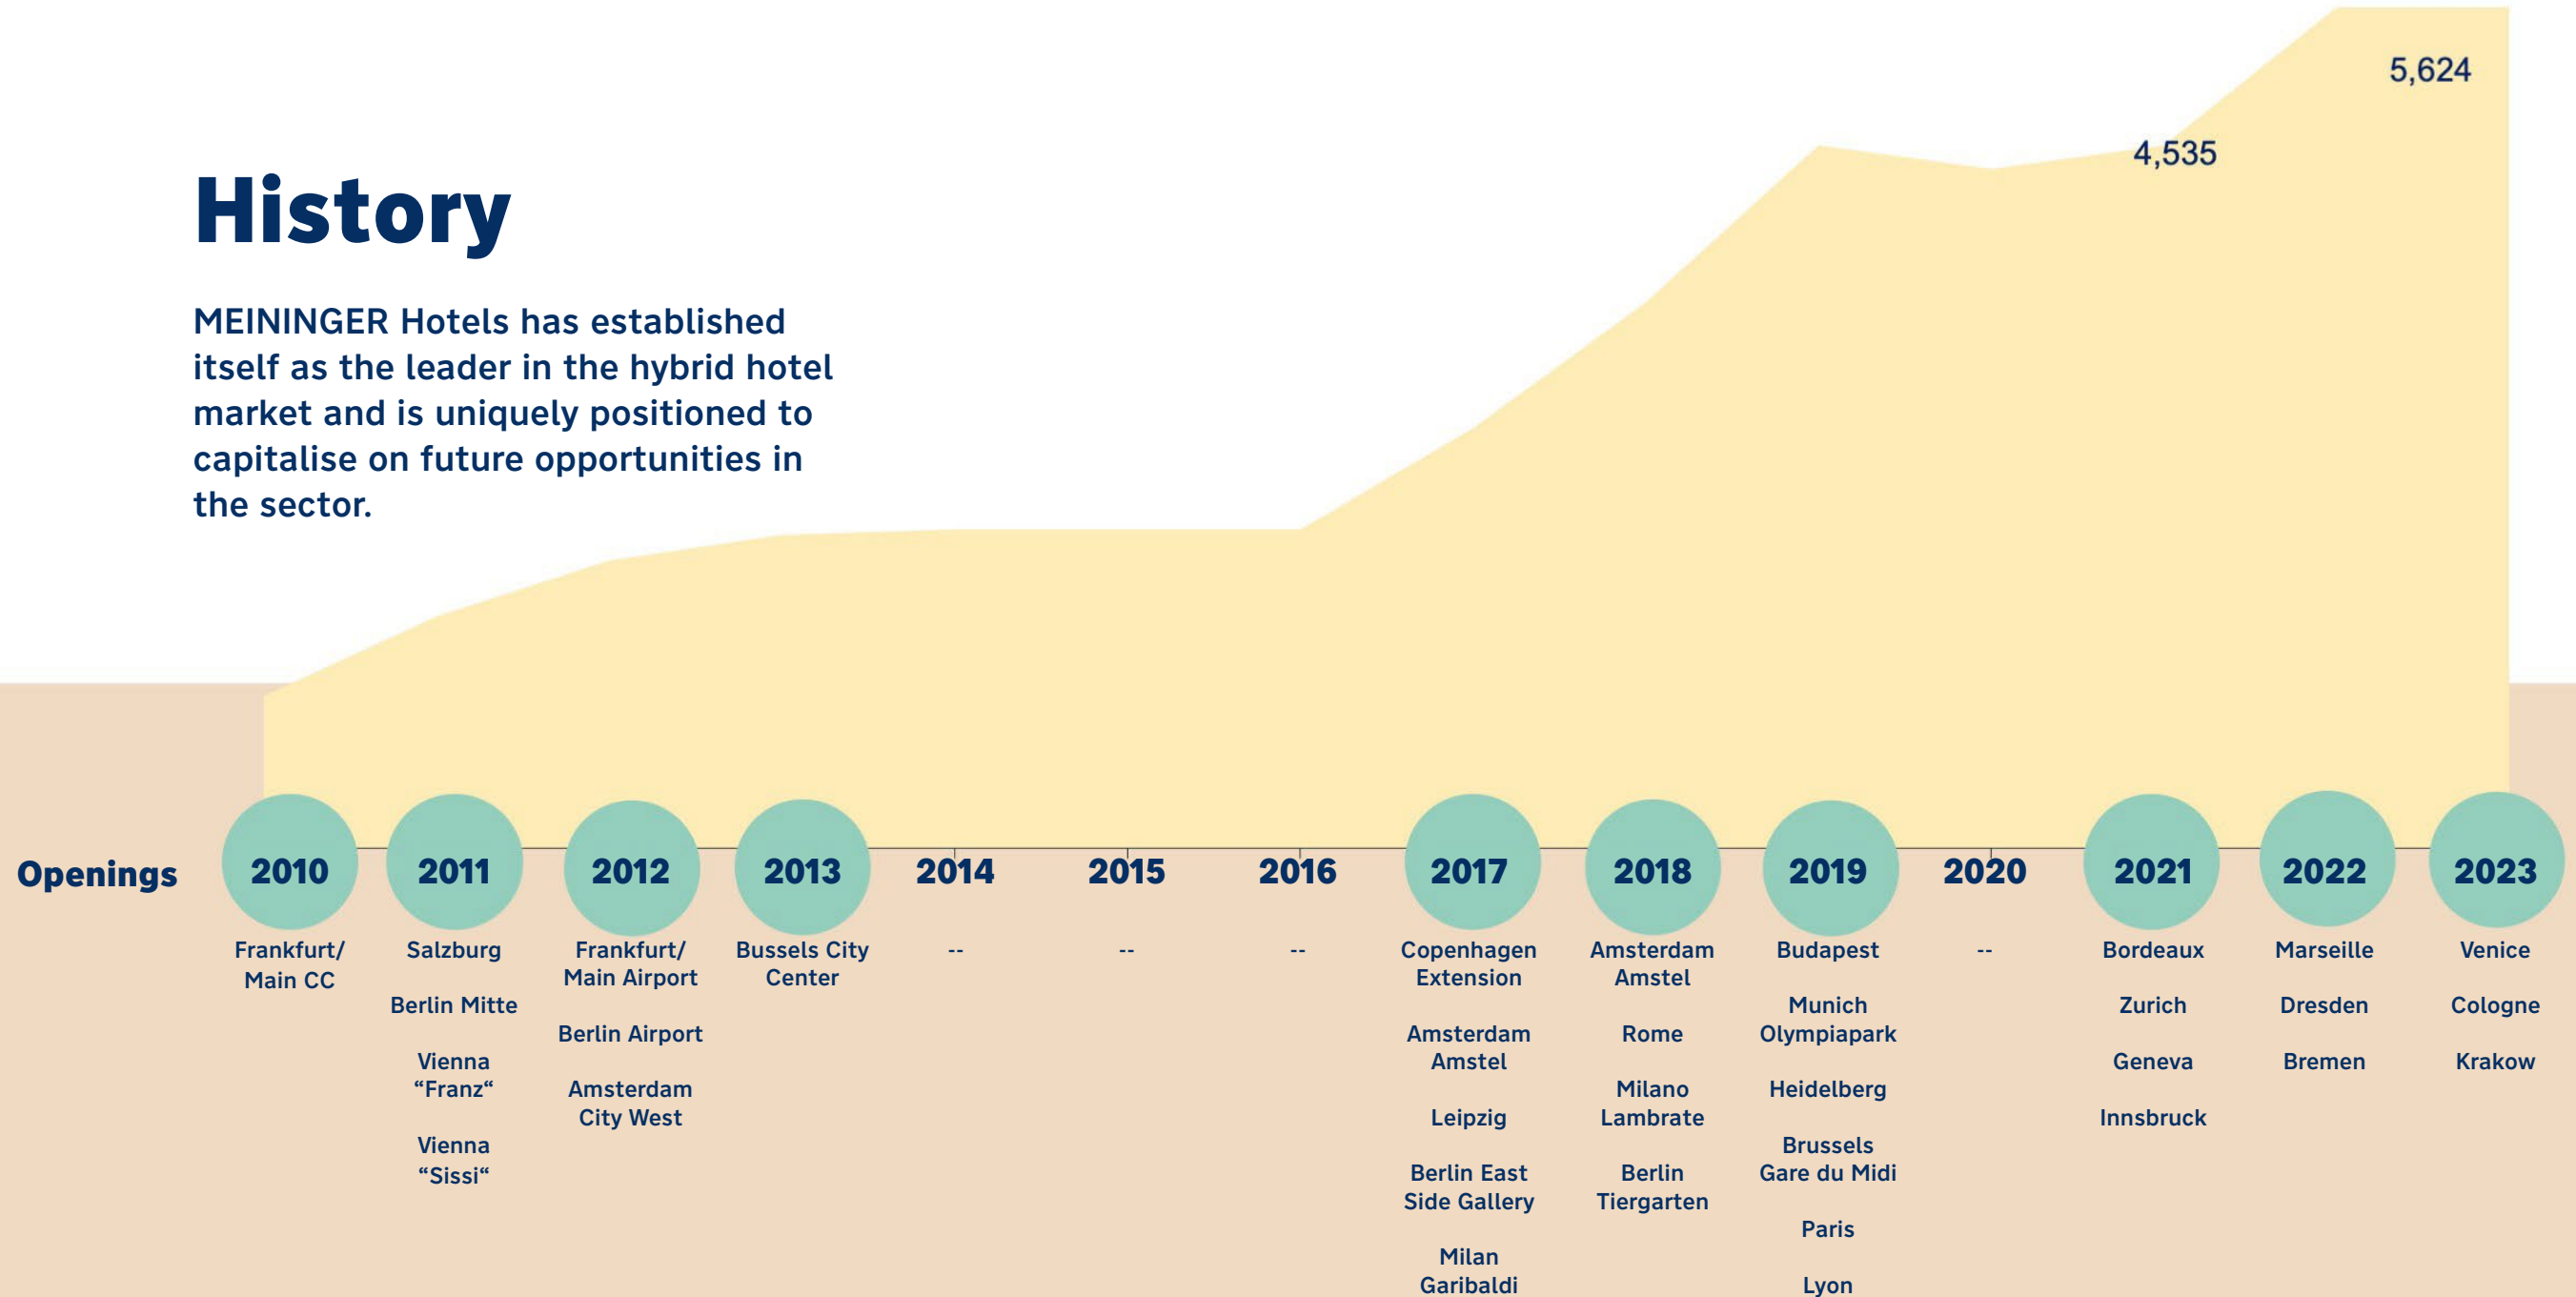 5,624
4,535
History
MEININGER Hotels has established
itself as the leader in the hybrid hotel
market and is uniquely positioned to
capitalise on future opportunities in
the sector.
Openings
2010
2011
2012
2013
2014
2015
2016
2017
2018
2019
2020
2021
2022
2023
Frankfurt/
Main CC
Salzburg
Berlin Mitte
Vienna
“Franz“
Vienna
“Sissi“
Frankfurt/
Main Airport
Berlin Airport
Amsterdam
City West
Bussels City
Center
--
--
--
Copenhagen
Extension
Amsterdam
Amstel
Leipzig
Berlin East
Side Gallery
Milan
Garibaldi
Amsterdam
Amstel
Rome
Milano
Lambrate
Berlin
Tiergarten
Budapest
Munich
Olympiapark
Heidelberg
Brussels
Gare du Midi
Paris
Lyon
--
Bordeaux
Zurich
Geneva
Innsbruck
Marseille
Dresden
Bremen
Venice
Cologne
Krakow